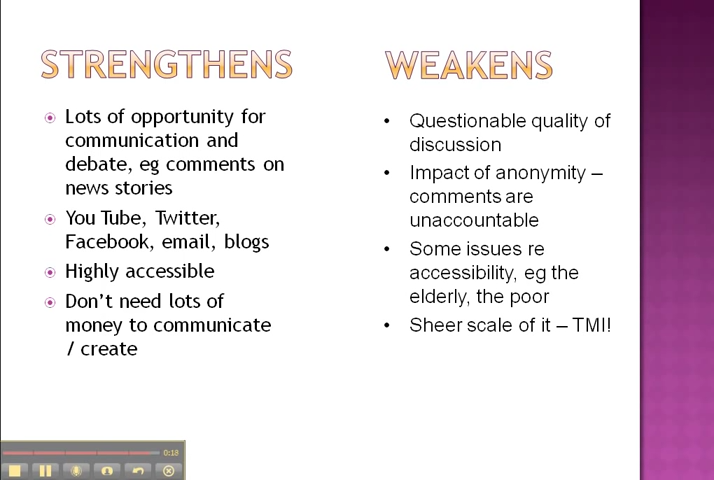 STRENGTHENS
Lots of opportunity for
communication and
debate, eg comments on
news stories
You Tube, Twitter,
Facebook, email, blogs
Highly accessible
Don't need lots of
money to communicate
/ create
WEAKENS
Questionable quality of
discussion
Impact of anonymity –
comments are
unaccountable
Some issues re
accessibility, eg the
elderly, the poor
Sheer scale of it – TMI!
0:18